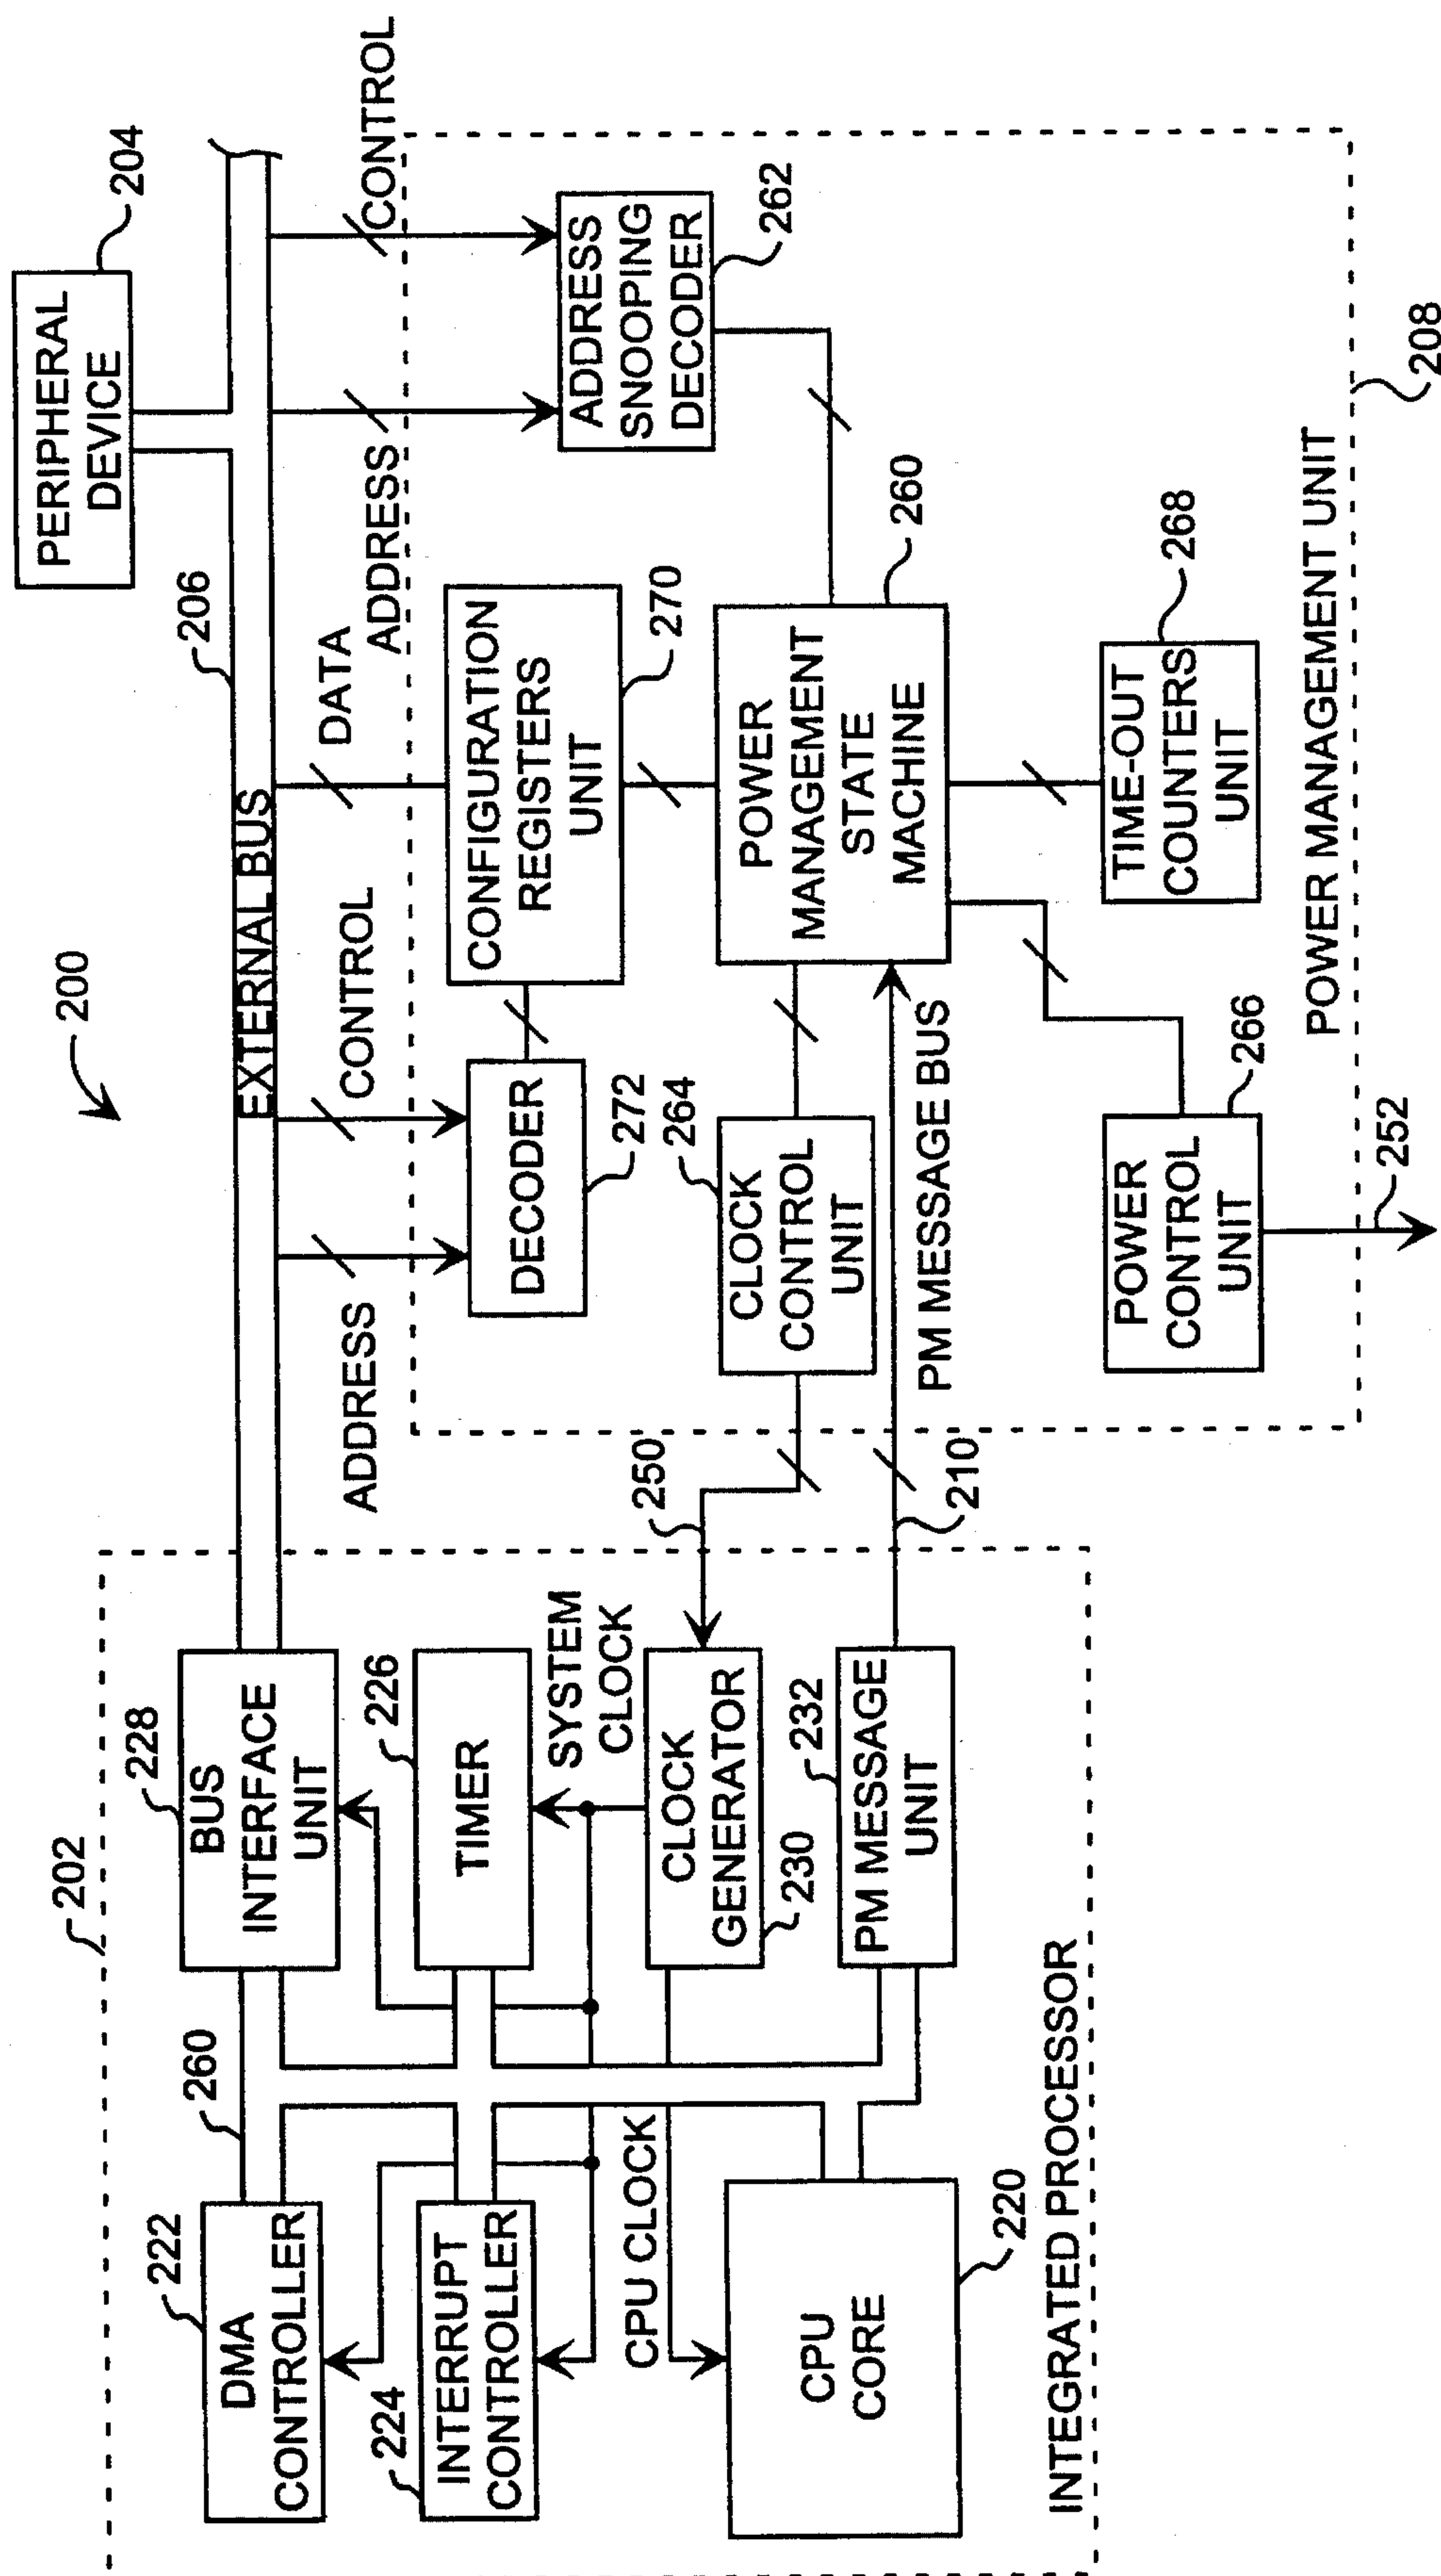 200
202
222
DMA
CONTROLLER
260
228
BUS
INTERFACE
UNIT
EXTERNAL BUS
206
PERIPHERAL
DEVICE
204
224
INTERRUPT
CONTROLLER
226
TIMER
SYSTEM
CLOCK
CPU CLOCK
CPU
CORE
220
CLOCK
GENERATOR
230
232
PM MESSAGE
UNIT
INTEGRATED PROCESSOR
250
210
ADDRESS
CONTROL
DATA
ADDRESS
CONTROL
DECODER
272
CONFIGURATION
REGISTERS
UNIT
270
ADDRESS
SNOOPING
DECODER
262
264
CLOCK
CONTROL
UNIT
PM MESSAGE BUS
POWER
MANAGEMENT
STATE
MACHINE
260
POWER
CONTROL
UNIT
266
252
TIME-OUT
COUNTERS
UNIT
268
POWER MANAGEMENT UNIT
208